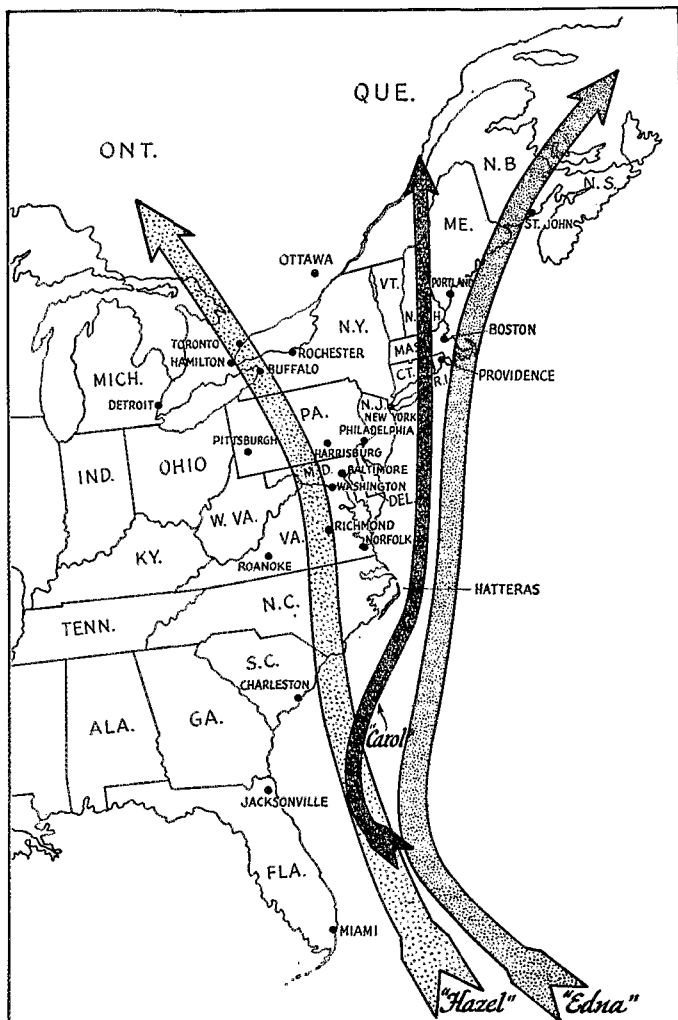 QUE.
ONT.
N.B
N.S.
ME.
ST. JOHN
OTTAWA
VT.
PORTLAND
N.H
N.Y.
BOSTON
TORONTO
HAMILTON
ROCHESTER
MAS
BUFFALO
CT.
R.I.
PROVIDENCE
MICH.
DETROIT
PA.
N.J.
NEW YORK
PHILADELPHIA
PITTSBURGH
HARRISBURG
IND.
OHIO
M.D.
BALTIMORE
WASHINGTON
DEL.
W. VA.
VA.
RICHMOND
NORFOLK
KY.
ROANOKE
HATTERAS
N.C.
TENN.
S.C.
CHARLESTON
"Carol"
ALA.
GA.
JACKSONVILLE
FLA.
MIAMI
"Hazel"
"Edna"